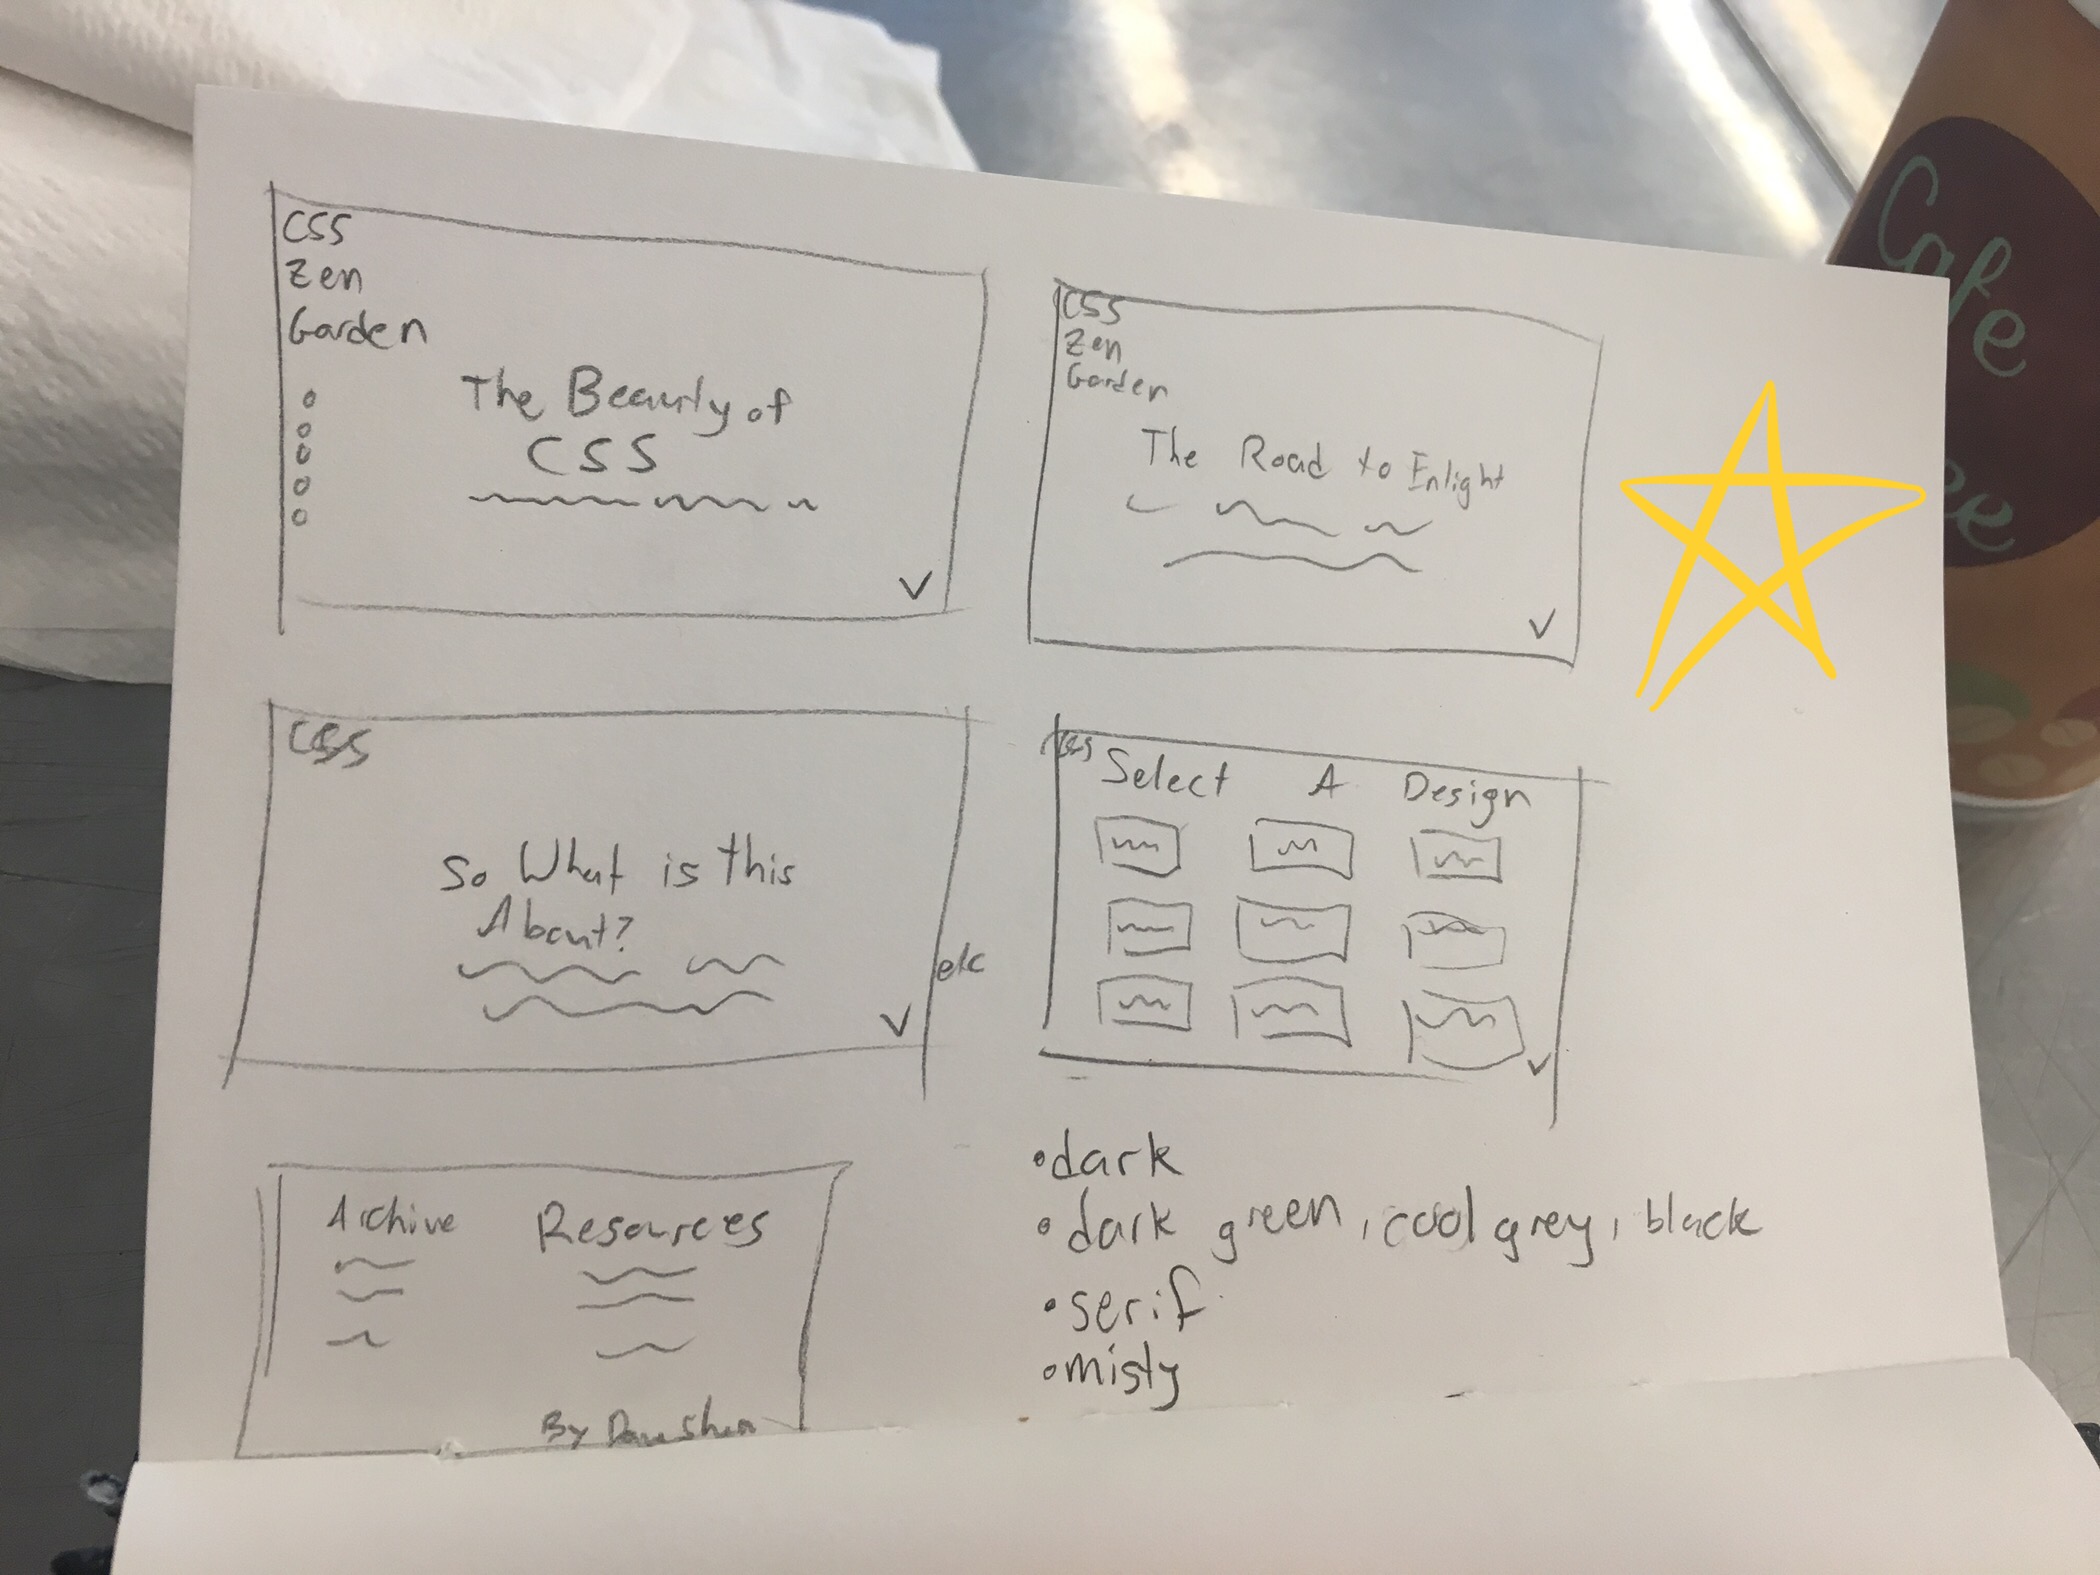 CSS
Zen
Garden
The Beauty of
CSS
CSS
Zen
Garden
The Road to Enlight
CSS
So What is this
About?
etc
CSS
Select A Design
Archive
Resources
By Dave Shea
•dark
•dark green, cool grey, black
•serif
•misty
Cafe